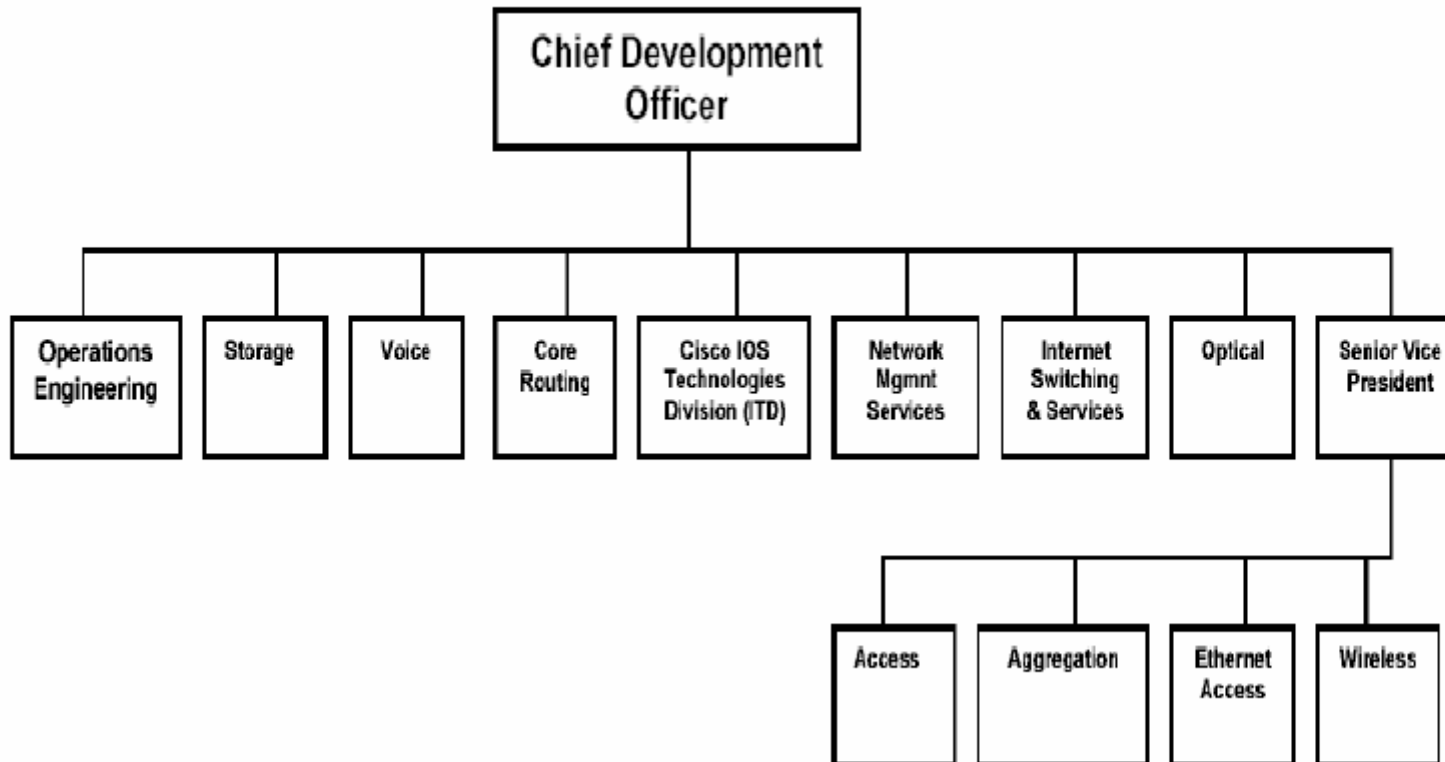 Chief Development
Officer
Operations
Engineering
Storage
Voice
Core
Routing
Cisco IOS
Technologies
Division (ITD)
Network
Mgmnt
Services
Internet
Switching
& Services
Optical
Senior Vice
President
Access
Aggregation
Ethernet
Access
Wireless